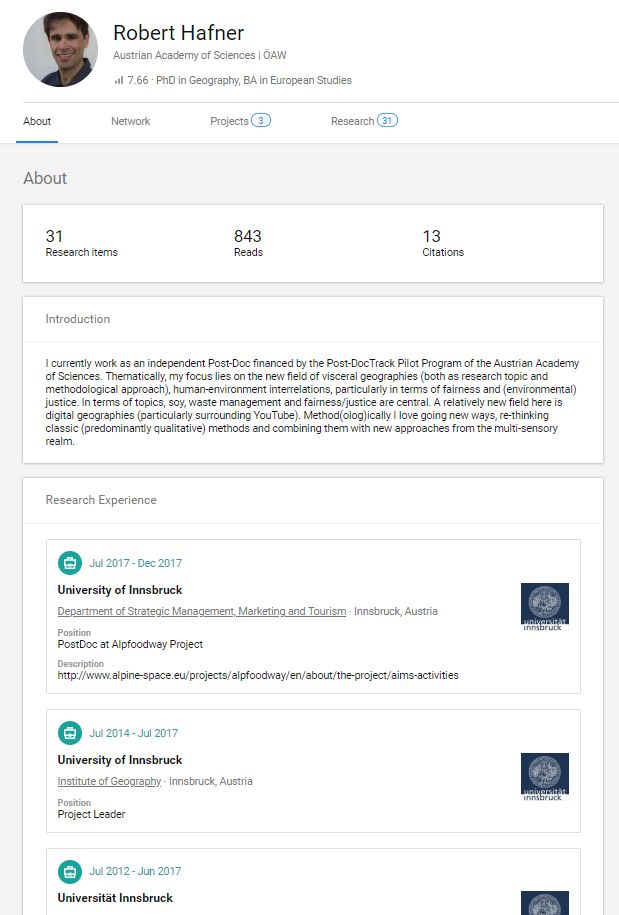 Robert Hafner
Austrian Academy of Sciences | ÖAW
7.66 · PhD in Geography, BA in European Studies
About
Network
Projects 3
Research 31
About
31
Research items
843
Reads
13
Citations
Introduction
I currently work as an independent Post-Doc financed by the Post-DocTrack Pilot Program of the Austrian Academy
of Sciences. Thematically, my focus lies on the new field of visceral geographies (both as research topic and
methodological approach), human-environment interrelations, particularly in terms of fairness and (environmental)
justice. In terms of topics, soy, waste management and fairness/justice are central. A relatively new field here is
digital geographies (particularly surrounding YouTube). Method(olog)ically I love going new ways, re-thinking
classic (predominantly qualitative) methods and combining them with new approaches from the multi-sensory
realm.
Research Experience
Jul 2017 - Dec 2017
University of Innsbruck
Department of Strategic Management, Marketing and Tourism · Innsbruck, Austria
universität
innsbruck
Position
PostDoc at Alpfoodway Project
Description
http://www.alpine-space.eu/projects/alpfoodway/en/about/the-project/aims-activities
Jul 2014 - Jul 2017
University of Innsbruck
Institute of Geography · Innsbruck, Austria
universität
innsbruck
Position
Project Leader
Jul 2012 - Jun 2017
Universität Innsbruck